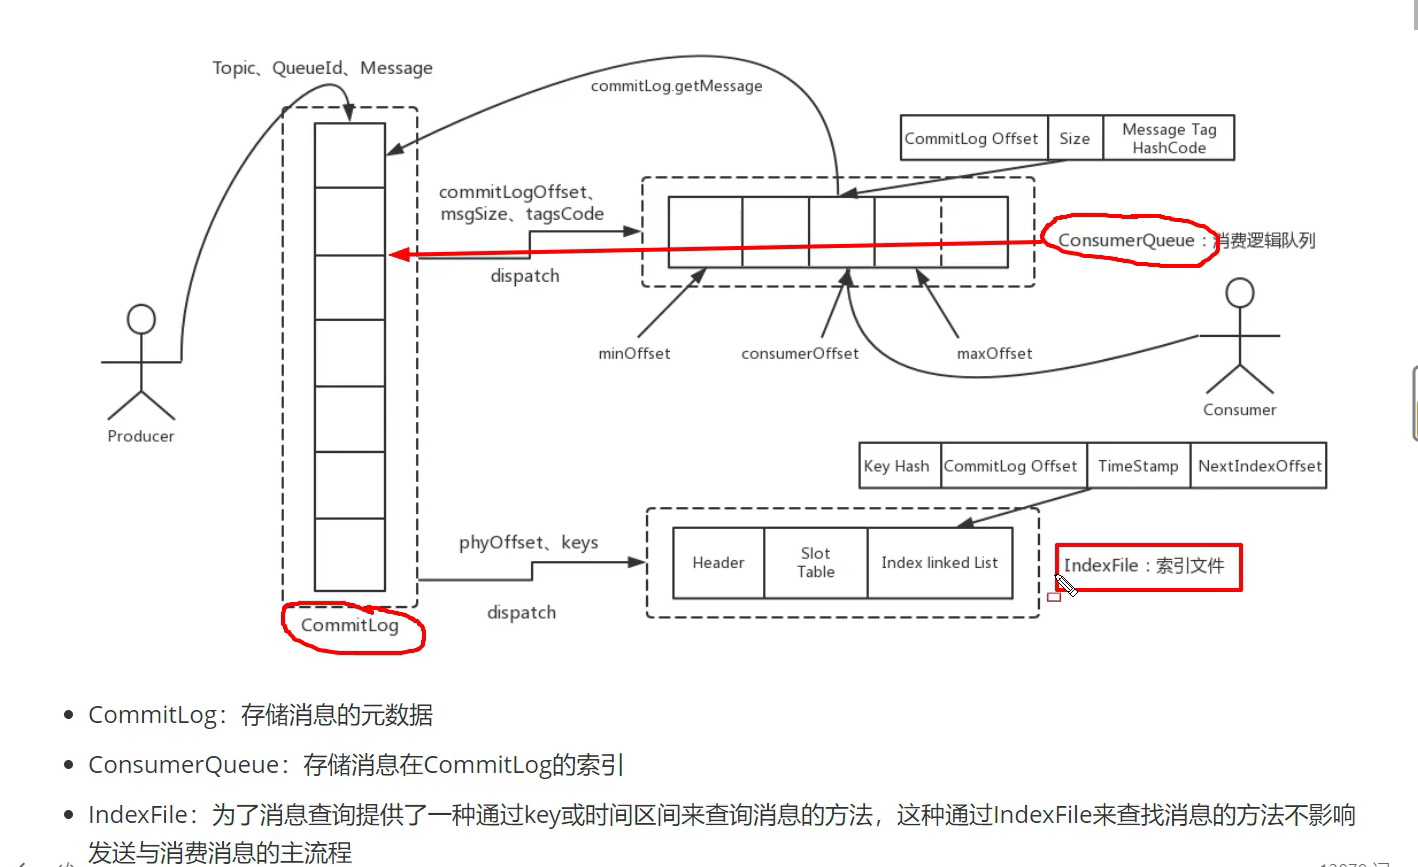 Topic、QueueId、Message
commitLog.getMessage
CommitLog Offset
Size
Message Tag
HashCode
commitLogOffset、
msgSize、tagsCode
dispatch
ConsumerQueue：消费逻辑队列
minOffset
consumerOffset
maxOffset
Producer
Consumer
Key Hash
CommitLog Offset
TimeStamp
NextIndexOffset
phyOffset、keys
dispatch
Header
Slot
Table
Index linked List
IndexFile：索引文件
CommitLog
CommitLog：存储消息的元数据
ConsumerQueue：存储消息在CommitLog的索引
IndexFile：为了消息查询提供了一种通过key或时间区间来查询消息的方法，这种通过IndexFile来查找消息的方法不影响
发送与消费消息的主流程